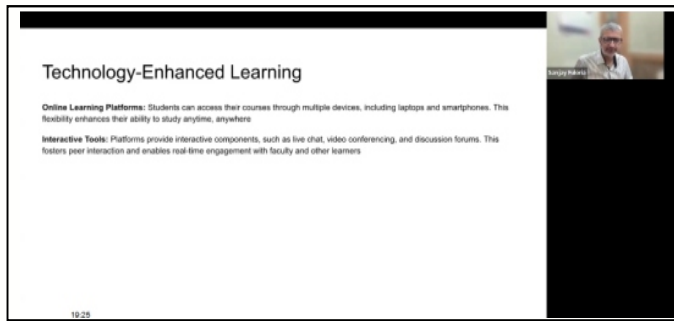 Technology-Enhanced Learning
Online Learning Platforms: Students can access their courses through multiple devices, including laptops and smartphones. This
flexibility enhances their ability to study anytime, anywhere
Interactive Tools: Platforms provide interactive components, such as live chat, video conferencing, and discussion forums. This
fosters peer interaction and enables real-time engagement with faculty and other learners
Sanjay
19:25